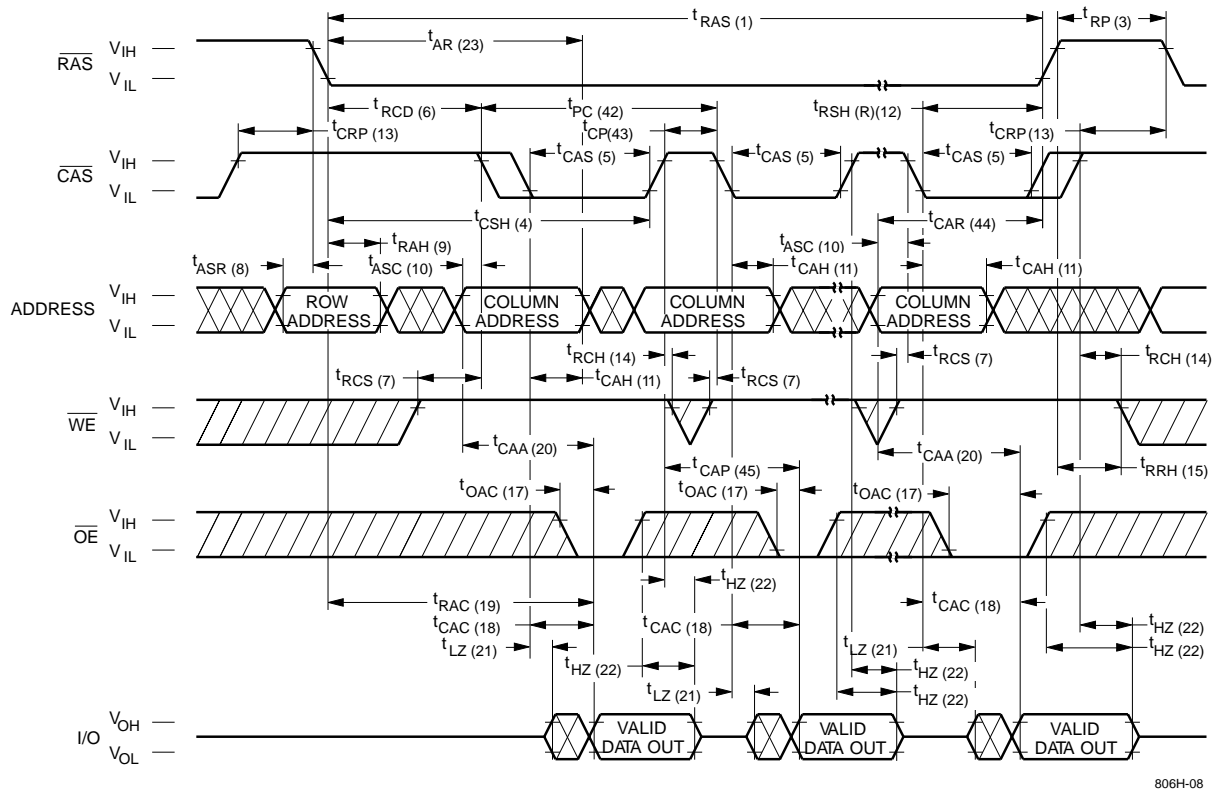 t RAS (1)
t RP (3)
t AR (23)
RAS
V IH
V IL
t RCD (6)
t PC (42)
t RSH (R)(12)
t CRP (13)
t CP(43)
t CRP (13)
CAS
V IH
V IL
t CAS (5)
t CAS (5)
t CAS (5)
t CSH (4)
t CAR (44)
t RAH (9)
t ASC (10)
t ASR (8)
t ASC (10)
t CAH (11)
t CAH (11)
ADDRESS
V IH
V IL
ROW
ADDRESS
COLUMN
ADDRESS
COLUMN
ADDRESS
COLUMN
ADDRESS
t RCH (14)
t RCS (7)
t RCH (14)
t RCS (7)
t CAH (11)
t RCS (7)
WE
V IH
V IL
t CAA (20)
t CAP (45)
t CAA (20)
t RRH (15)
t OAC (17)
t OAC (17)
t OAC (17)
OE
V IH
V IL
t HZ (22)
t RAC (19)
t CAC (18)
t CAC (18)
t CAC (18)
t HZ (22)
t LZ (21)
t LZ (21)
t HZ (22)
t HZ (22)
t HZ (22)
t LZ (21)
t HZ (22)
I/O
V OH
V OL
VALID
DATA OUT
VALID
DATA OUT
VALID
DATA OUT
806H-08